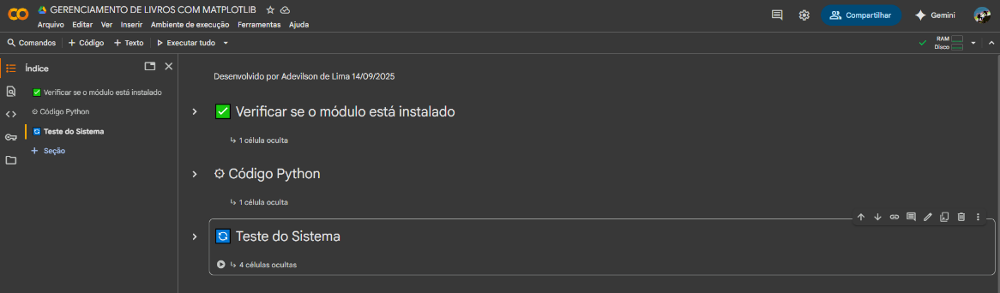 GERENCIAMENTO DE LIVROS COM MATPLOTLIB
Arquivo Editar Ver Inserir Ambiente de execução Ferramentas Ajuda
Compartilhar
Gemini
Comandos + Código + Texto Executar tudo
RAM
Disco
Índice
Verificar se o módulo está instalado
Código Python
Teste do Sistema
+ Seção
Desenvolvido por Adevilson de Lima 14/09/2025
Verificar se o módulo está instalado
1 célula oculta
Código Python
1 célula oculta
Teste do Sistema
4 células ocultas